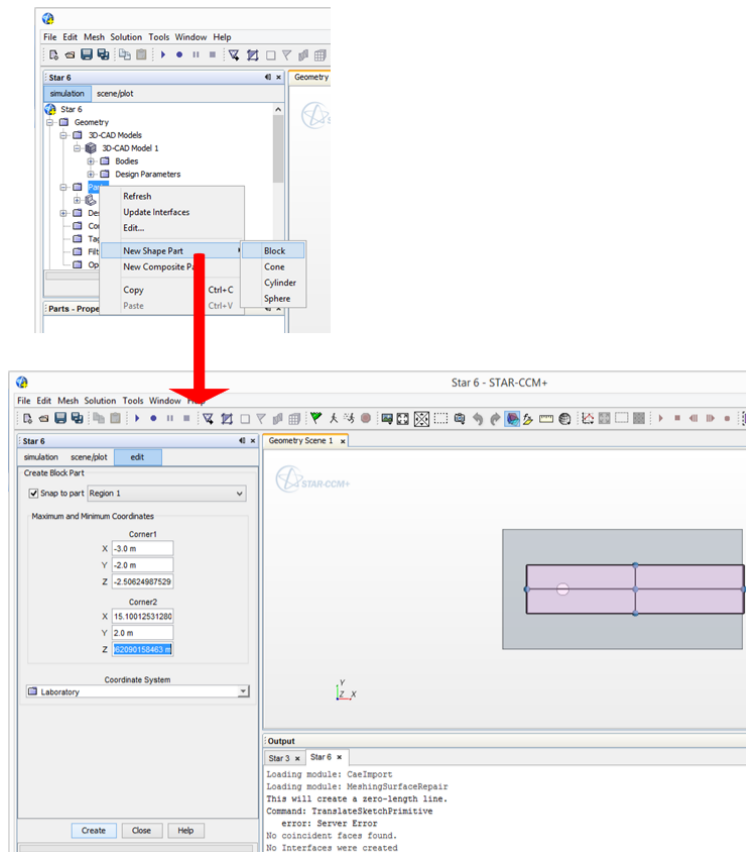 File Edit Mesh Solution Tools Window Help
Star 6
Geometry
simulation scene/plot
Star 6
Geometry
3D-CAD Models
3D-CAD Model 1
Bodies
Design Parameters
Refresh
Update Interfaces
Edit...
New Shape Part
Block
New Composite
Cone
Cylinder
Sphere
Copy Ctrl+C
Paste Ctrl+V
Parts - Prope
Star 6 - STAR-CCM+
File Edit Mesh Solution Tools Window
Star 6
Geometry Scene 1
simulation scene/plot edit
Create Block Part
STAR-CCM+
Snap to part Region 1
Maximum and Minimum Coordinates
Corner1
X -3.0 m
Y -2.0 m
Z -2.50624987529
Corner2
X 15.10012531280
Y 2.0 m
Z 062090158463 m
Coordinate System
Laboratory
Y
Z X
Output
Star 3 Star 6
Loading module: CaeImport
Loading module: MeshingSurfaceRepair
This will create a zero-length line.
Command: TranslateSketchPrimitive
error: Server Error
No coincident faces found.
No Interfaces were created
Create Close Help